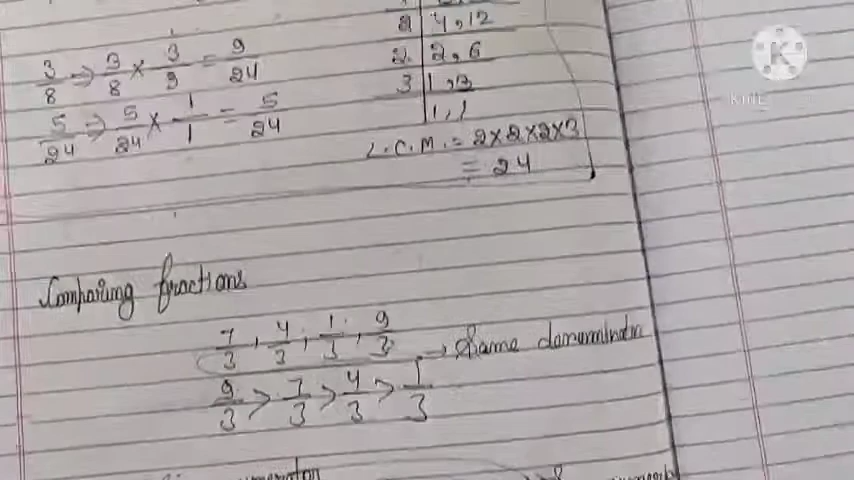 2 | 4, 12
3/8 → 3/8 × 3/3 = 9/24
2 | 2, 6
3 | 1, 3
5/24 ⇒ 5/24 × 1/1 = 5/24
1, 1
L.C.M. = 2×2×2×3
= 24
Comparing fractions
7/3, 4/3, 1/3, 9/3 → Same
9/3 > 7/3 > 4/3 > 1/3